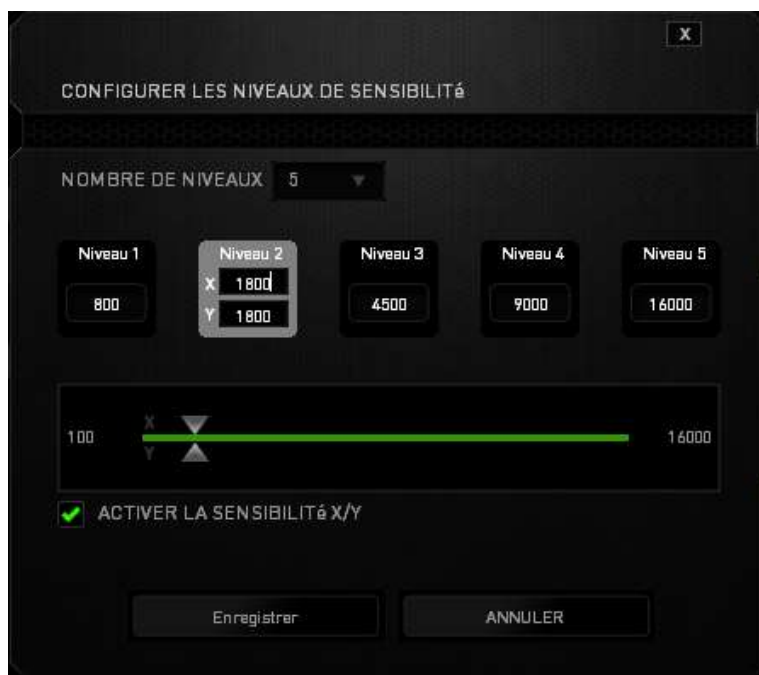 X
CONFIGURER LES NIVEAUX DE SENSIBILITé
NOMBRE DE NIVEAUX 5
Niveau 1 Niveau 2 Niveau 3 Niveau 4 Niveau 5
X 1800
800 4500 9000 16000
Y 1800
X
100 16000
Y
ACTIVER LA SENSIBILITé X/Y
Enregistrer ANNULER